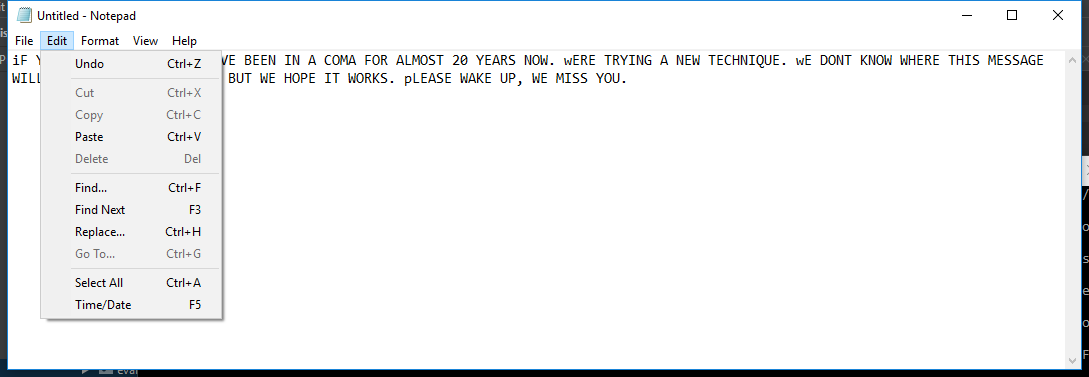 Untitled - Notepad
File Edit Format View Help
iF Y VE BEEN IN A COMA FOR ALMOST 20 YEARS NOW. wERE TRYING A NEW TECHNIQUE. wE DONT KNOW WHERE THIS MESSAGE
WILL BUT WE HOPE IT WORKS. pLEASE WAKE UP, WE MISS YOU.
Undo Ctrl+Z
Cut Ctrl+X
Copy Ctrl+C
Paste Ctrl+V
Delete Del
Find... Ctrl+F
Find Next F3
Replace... Ctrl+H
Go To... Ctrl+G
Select All Ctrl+A
Time/Date F5